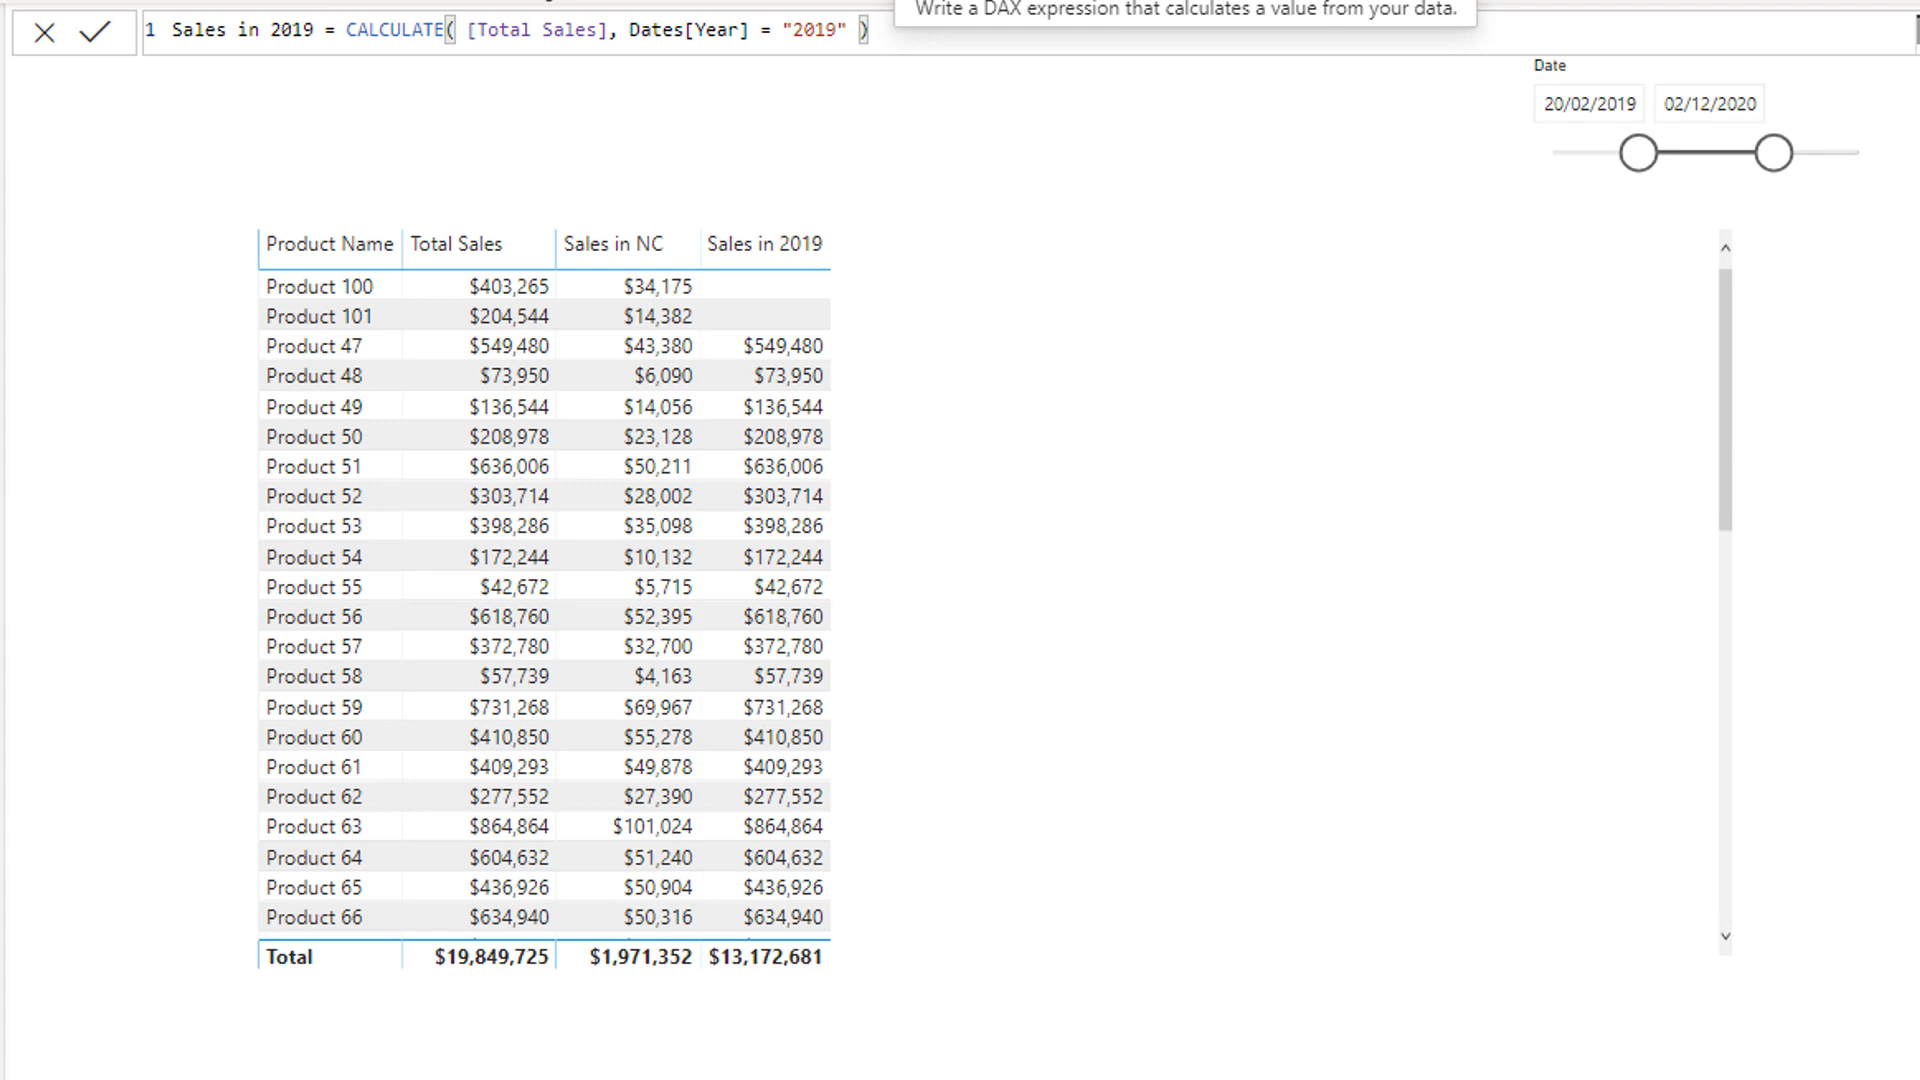 Write a DAX expression that calculates a value from your data.
1 Sales in 2019 = CALCULATE( [Total Sales], Dates[Year] = "2019" )
Date
20/02/2019 02/12/2020
Product Name Total Sales Sales in NC Sales in 2019
Product 100 $403,265 $34,175
Product 101 $204,544 $14,382
Product 47 $549,480 $43,380 $549,480
Product 48 $73,950 $6,090 $73,950
Product 49 $136,544 $14,056 $136,544
Product 50 $208,978 $23,128 $208,978
Product 51 $636,006 $50,211 $636,006
Product 52 $303,714 $28,002 $303,714
Product 53 $398,286 $35,098 $398,286
Product 54 $172,244 $10,132 $172,244
Product 55 $42,672 $5,715 $42,672
Product 56 $618,760 $52,395 $618,760
Product 57 $372,780 $32,700 $372,780
Product 58 $57,739 $4,163 $57,739
Product 59 $731,268 $69,967 $731,268
Product 60 $410,850 $55,278 $410,850
Product 61 $409,293 $49,878 $409,293
Product 62 $277,552 $27,390 $277,552
Product 63 $864,864 $101,024 $864,864
Product 64 $604,632 $51,240 $604,632
Product 65 $436,926 $50,904 $436,926
Product 66 $634,940 $50,316 $634,940
Total $19,849,725 $1,971,352 $13,172,681